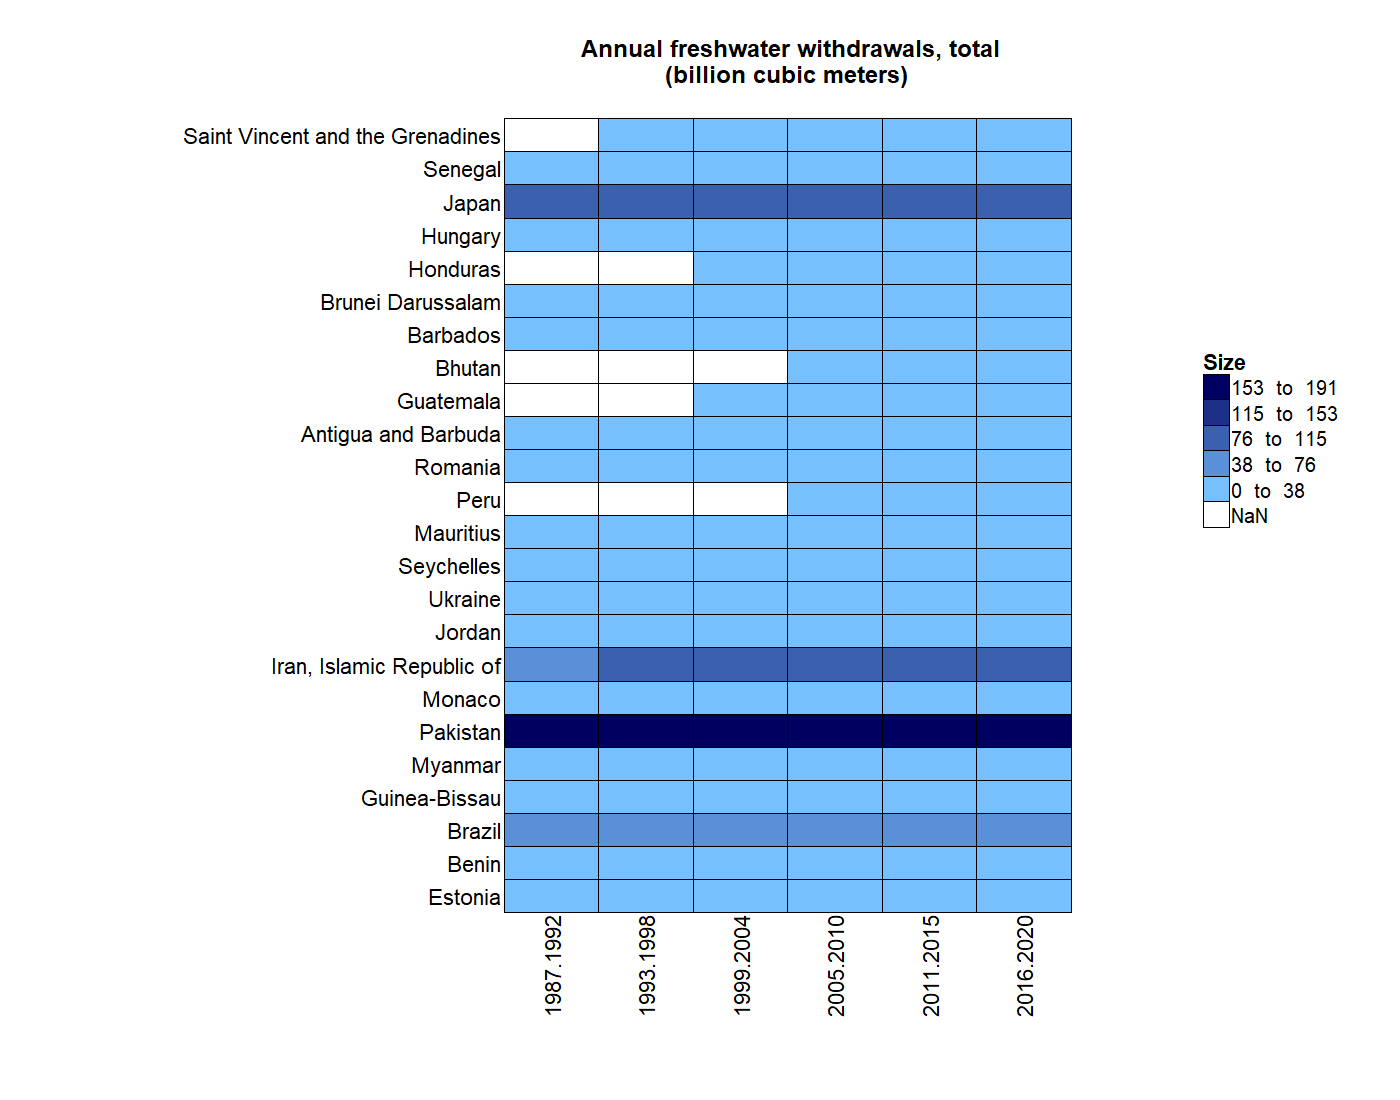 Annual freshwater withdrawals, total
(billion cubic meters)
Saint Vincent and the Grenadines
Senegal
Japan
Hungary
Honduras
Brunei Darussalam
Barbados
Bhutan
Guatemala
Antigua and Barbuda
Romania
Peru
Mauritius
Seychelles
Ukraine
Jordan
Iran, Islamic Republic of
Monaco
Pakistan
Myanmar
Guinea-Bissau
Brazil
Benin
Estonia
1987.1992
1993.1998
1999.2004
2005.2010
2011.2015
2016.2020
Size
153 to 191
115 to 153
76 to 115
38 to 76
0 to 38
NaN